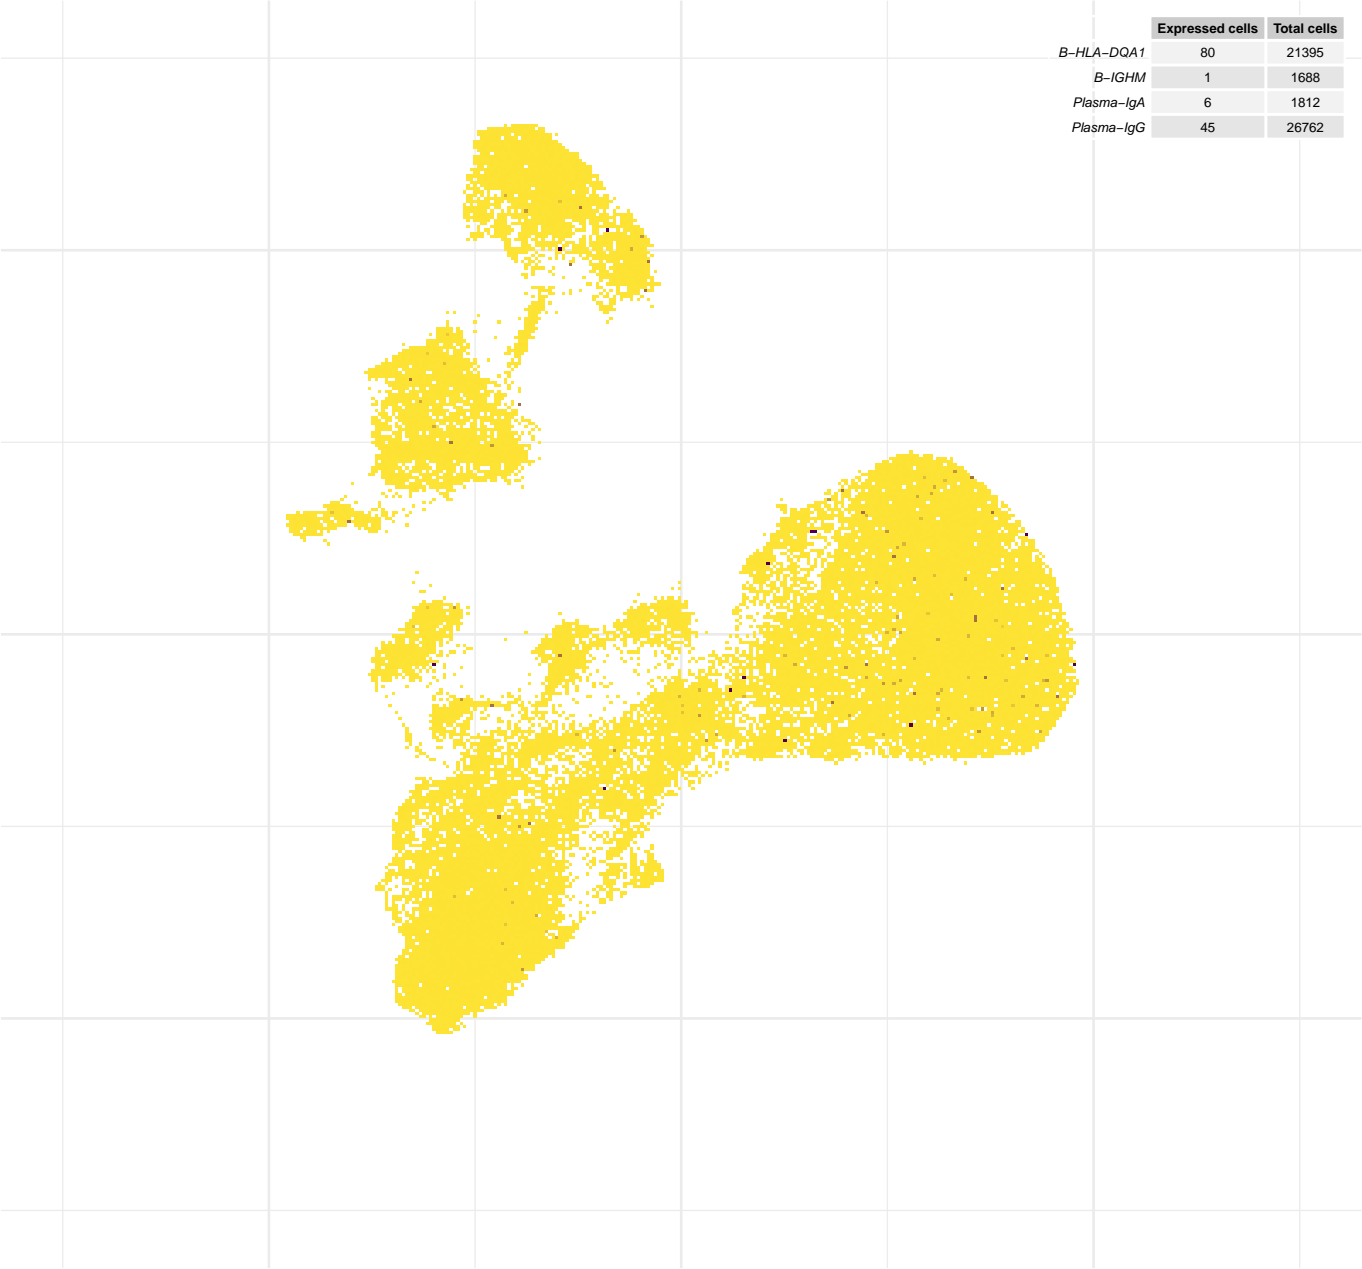 Expressed cells Total cells
B−HLA−DQA1 80 21395
B−IGHM 1 1688
Plasma−IgA 6 1812
Plasma−IgG 45 26762